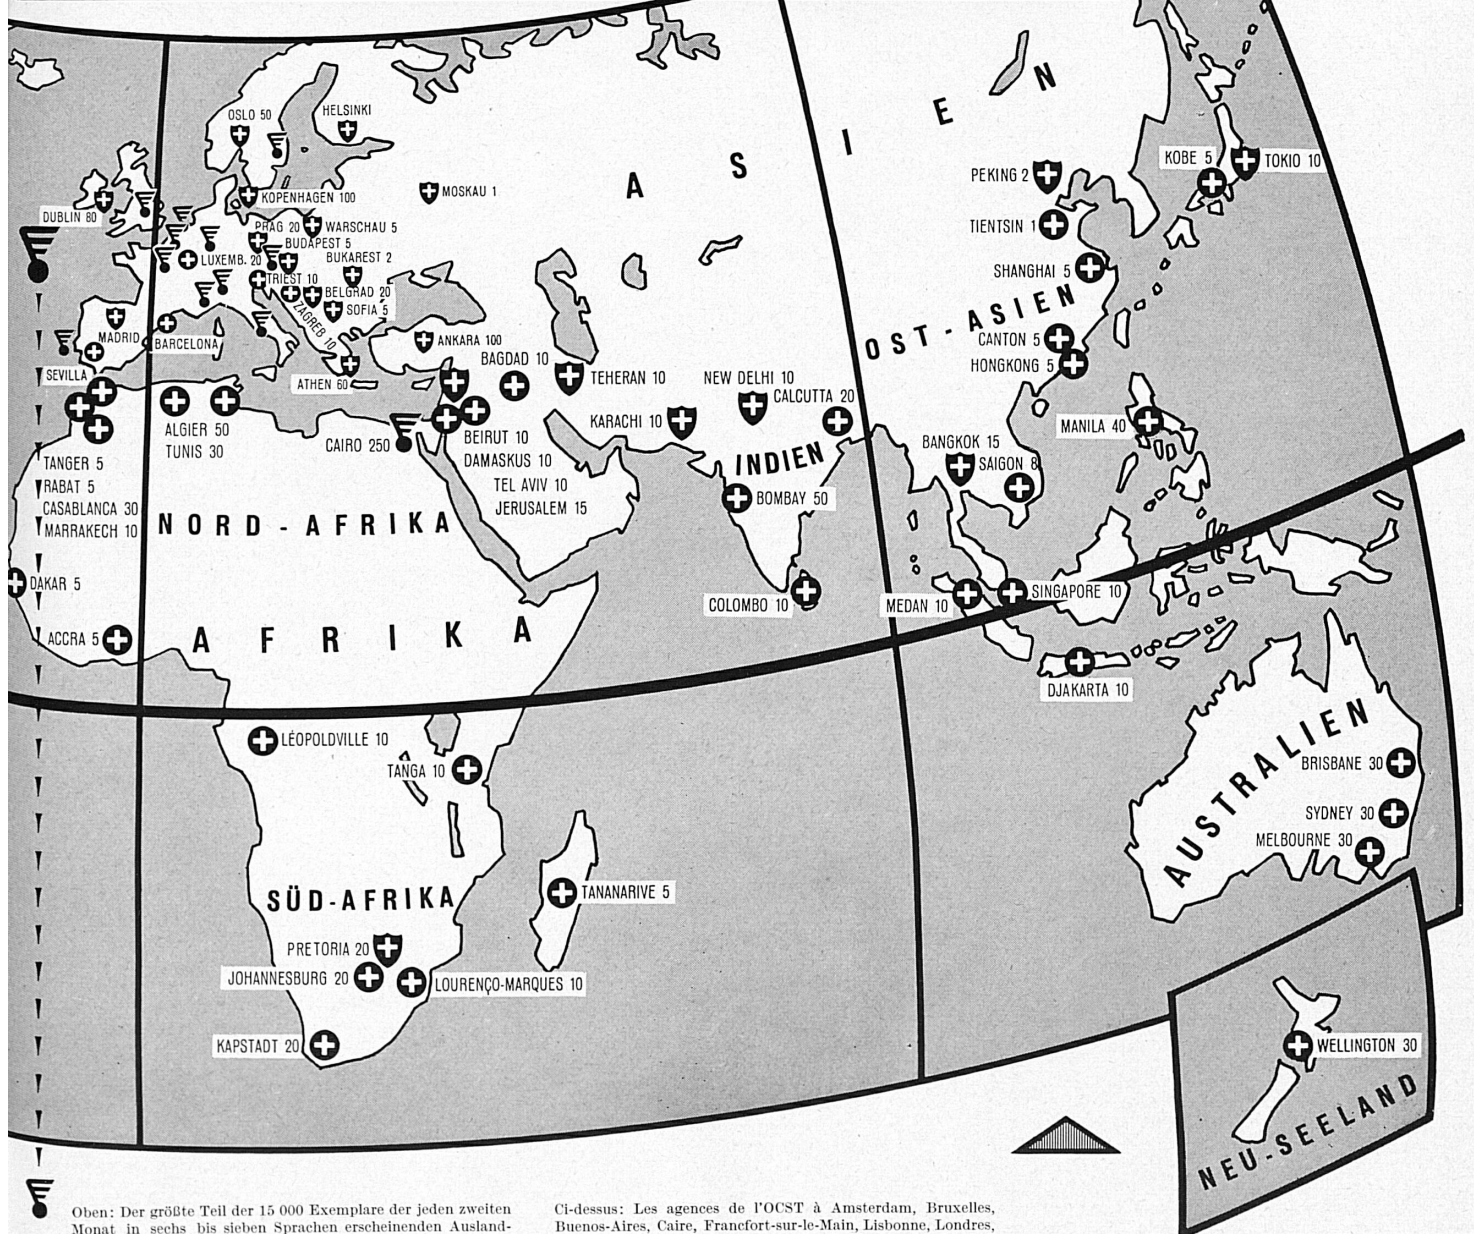 OSLO 50
HELSINKI
DUBLIN 80
KOPENHAGEN 100
MOSKAU 1
PRAG 20
WARSCHAU 5
BUDAPEST 5
LUXEMB. 20
BUKAREST 2
TRIEST 10
BELGRAD 20
ZAGREB 10
SOFIA 5
MADRID
BARCELONA
ANKARA 100
SEVILLA
ATHEN 60
BAGDAD 10
TEHERAN 10
ALGIER 50
TUNIS 30
CAIRO 250
BEIRUT 10
DAMASKUS 10
TEL AVIV 10
JERUSALEM 15
TANGER 5
RABAT 5
CASABLANCA 30
MARRAKECH 10
DAKAR 5
ACCRA 5
NORD-AFRIKA
AFRIKA
ASIEN
PEKING 2
KOBE 5
TOKIO 10
TIENTSIN 1
SHANGHAI 5
OST-ASIEN
CANTON 5
HONGKONG 5
NEW DELHI 10
CALCUTTA 20
KARACHI 10
INDIEN
BOMBAY 50
BANGKOK 15
SAIGON 8
MANILA 40
COLOMBO 10
MEDAN 10
SINGAPORE 10
DJAKARTA 10
LÉOPOLDVILLE 10
TANGA 10
SÜD-AFRIKA
TANANARIVE 5
PRETORIA 20
JOHANNESBURG 20
LOURENÇO-MARQUES 10
KAPSTADT 20
AUSTRALIEN
BRISBANE 30
SYDNEY 30
MELBOURNE 30
WELLINGTON 30
NEU-SEELAND
Oben: Der größte Teil der 15 000 Exemplare der jeden zweiten
Monat in sechs bis sieben Sprachen erscheinenden Ausland-
Ci-dessus: Les agences de l'OCST à Amsterdam, Bruxelles,
Buenos-Aires, Caire, Francfort-sur-le-Main, Lisbonne, Londres,